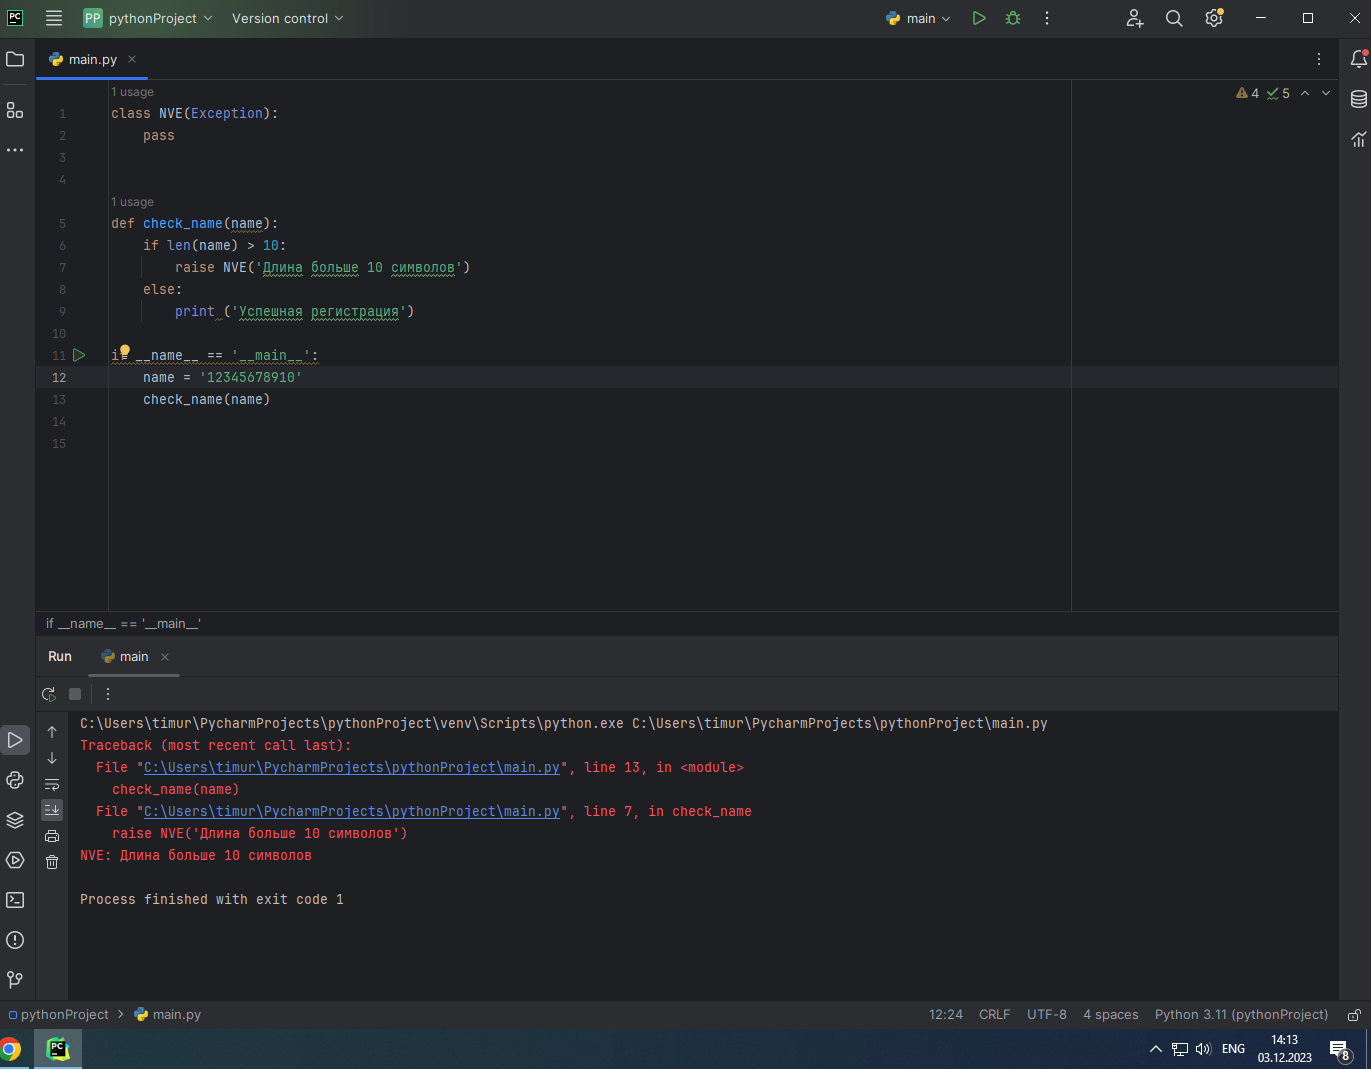 PC PP pythonProject Version control main
main.py
1 usage
4 5
1 class NVE(Exception):
2 pass
3
4
1 usage
5 def check_name(name):
6 if len(name) > 10:
7 raise NVE('Длина больше 10 символов')
8 else:
9 print ('Успешная регистрация')
10
11 if __name__ == '__main__':
12 name = '12345678910'
13 check_name(name)
14
15
if __name__ == '__main__'
Run main
C:\Users\timur\PycharmProjects\pythonProject\venv\Scripts\python.exe C:\Users\timur\PycharmProjects\pythonProject\main.py
Traceback (most recent call last):
File "C:\Users\timur\PycharmProjects\pythonProject\main.py", line 13, in <module>
check_name(name)
File "C:\Users\timur\PycharmProjects\pythonProject\main.py", line 7, in check_name
raise NVE('Длина больше 10 символов')
NVE: Длина больше 10 символов
Process finished with exit code 1
pythonProject > main.py 12:24 CRLF UTF-8 4 spaces Python 3.11 (pythonProject)
PC ENG 14:13
03.12.2023 8